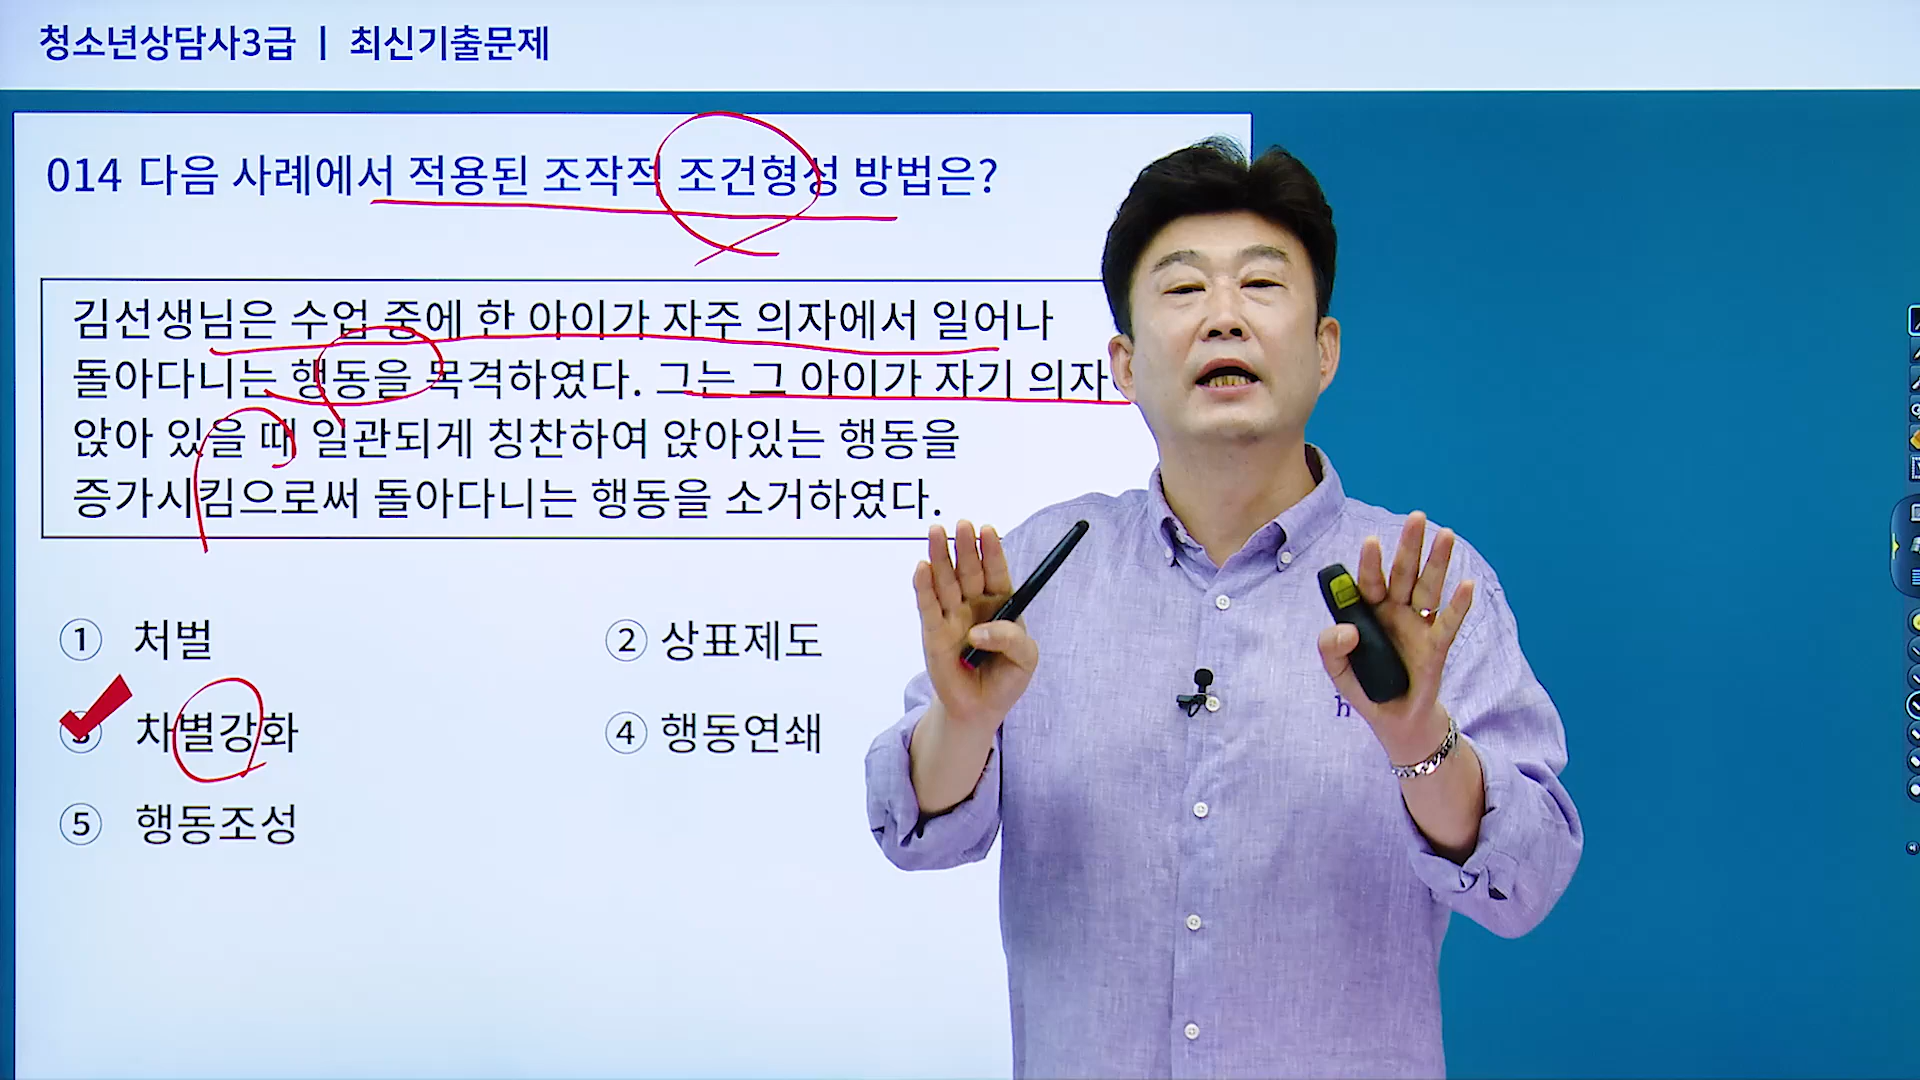 청소년상담사3급 | 최신기출문제
014 다음 사례에서 적용된 조작적 조건형성 방법은?
김선생님은 수업 중에 한 아이가 자주 의자에서 일어나
돌아다니는 행동을 목격하였다. 그는 그 아이가 자기 의자
앉아 있을 때 일관되게 칭찬하여 앉아있는 행동을
증가시킴으로써 돌아다니는 행동을 소거하였다.
① 처벌
② 상표제도
③ 차별강화
④ 행동연쇄
⑤ 행동조성
h